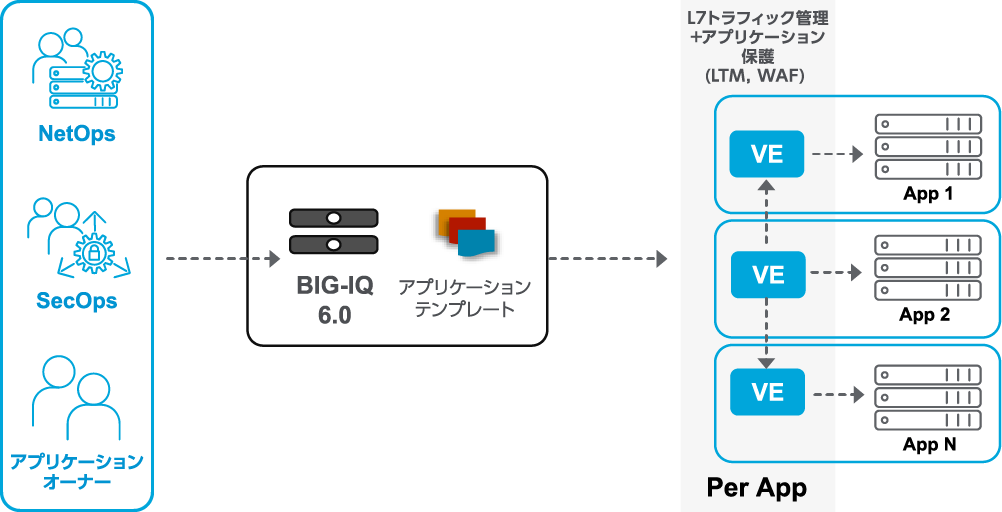 NetOps
SecOps
アプリケーション
オーナー
BIG-IQ
6.0
アプリケーション
テンプレート
L7トラフィック管理
+アプリケーション
保護
(LTM, WAF)
VE
App 1
VE
App 2
VE
App N
Per App